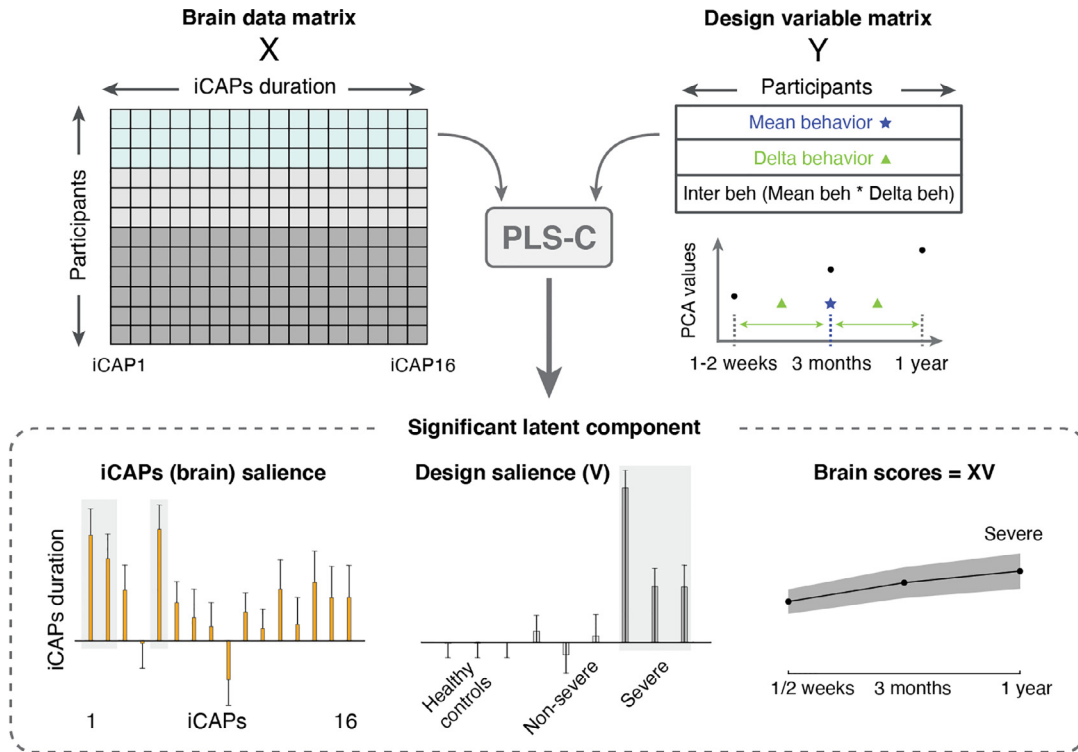 Brain data matrix
X
iCAPs duration
Participants
iCAP1
iCAP16
PLS-C
Design variable matrix
Y
Participants
Mean behavior ★
Delta behavior ▲
Inter beh (Mean beh * Delta beh)
PCA values
1-2 weeks
3 months
1 year
Significant latent component
iCAPs (brain) salience
iCAPs duration
1
iCAPs
16
Design salience (V)
Healthy
controls
Non-severe
Severe
Brain scores = XV
Severe
1/2 weeks
3 months
1 year